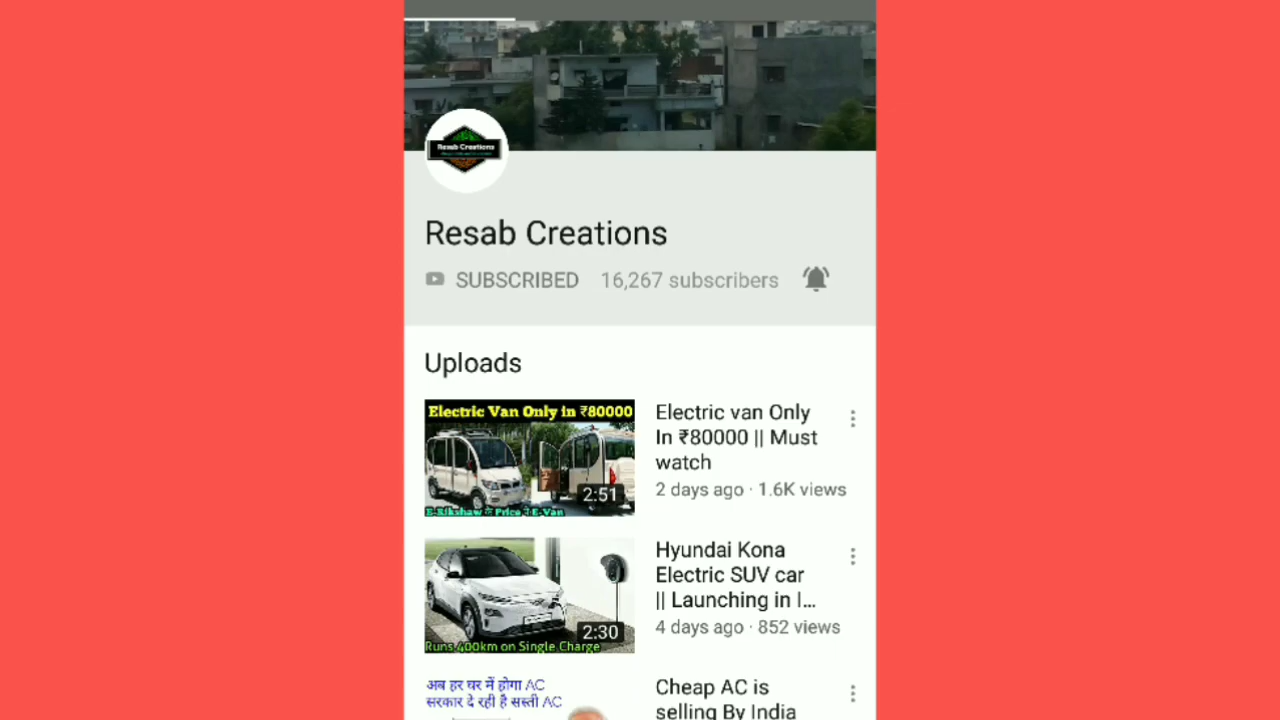 Resab Creations
Resab Creations
SUBSCRIBED 16,267 subscribers
Uploads
Electric Van Only in ₹80000
2:51
E-Rikshaw के Price में E-Van
Electric van Only
In ₹80000 || Must
watch
2 days ago · 1.6K views
2:30
Runs 400km on Single Charge
Hyundai Kona
Electric SUV car
|| Launching in I...
4 days ago · 852 views
अब हर घर में होगा AC
सरकार दे रही है सस्ती AC
Cheap AC is
selling By India